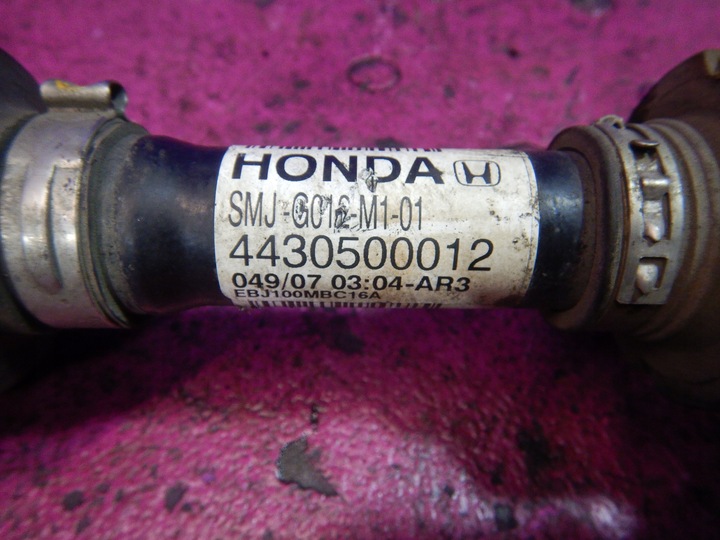 HONDA
SMJ-G012-M1-01
4430500012
049/07 03:04-AR3
EBJ100MBC16A